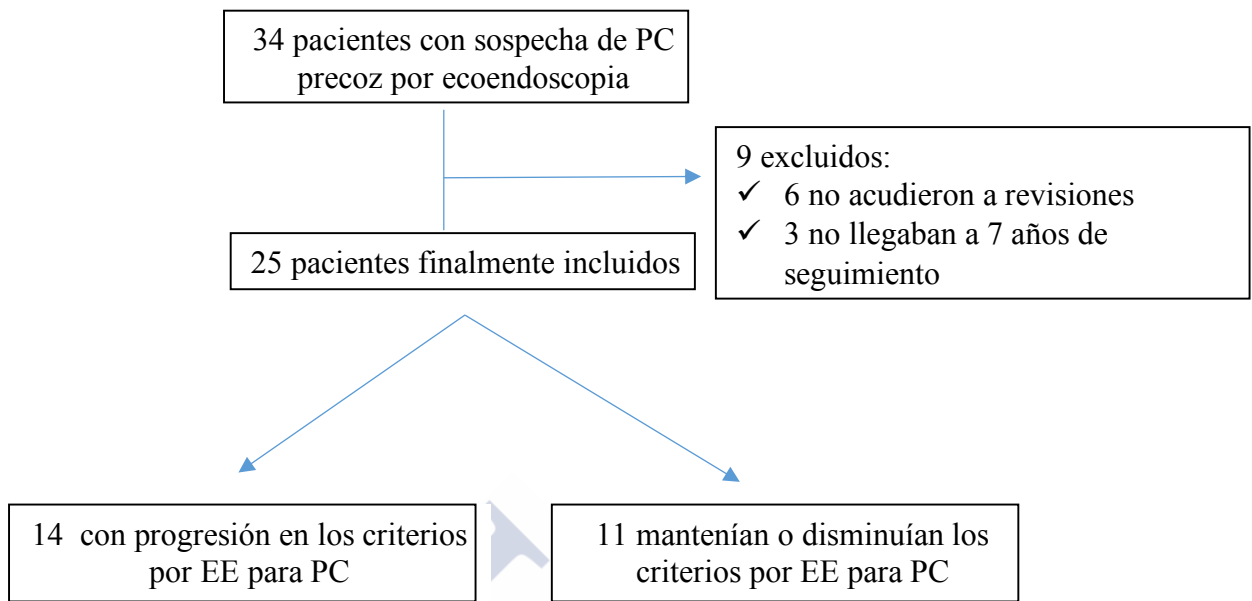 34 pacientes con sospecha de PC
precoz por ecoendoscopia
9 excluidos:
✓ 6 no acudieron a revisiones
✓ 3 no llegaban a 7 años de
seguimiento
25 pacientes finalmente incluidos
14 con progresión en los criterios
por EE para PC
11 mantenían o disminuían los
criterios por EE para PC